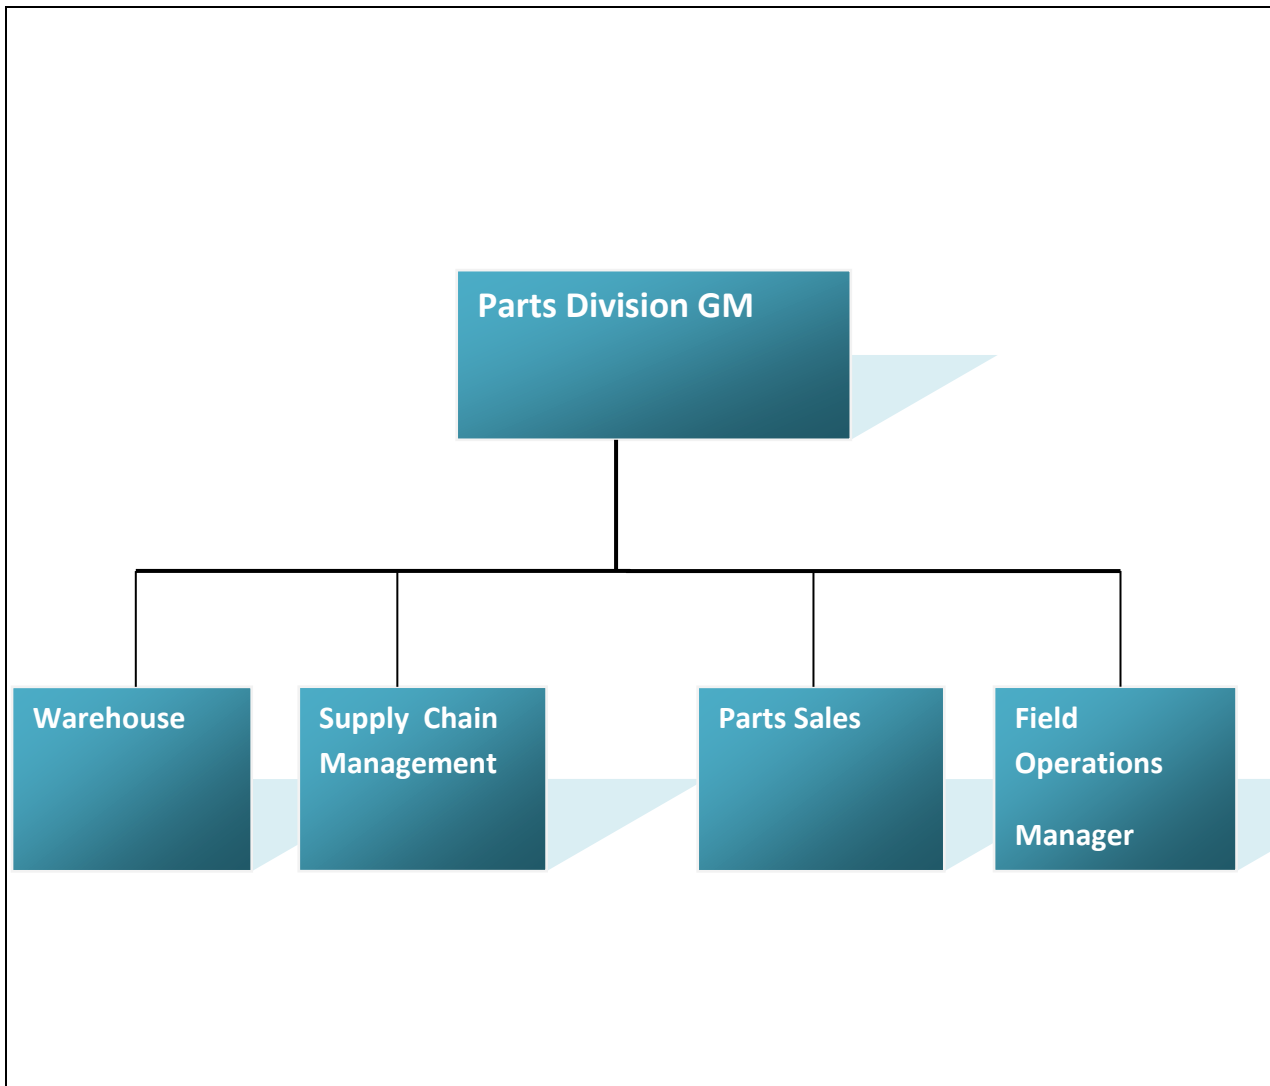 Parts Division GM
Warehouse
Supply  Chain
Management
Parts Sales
Field
Operations
Manager